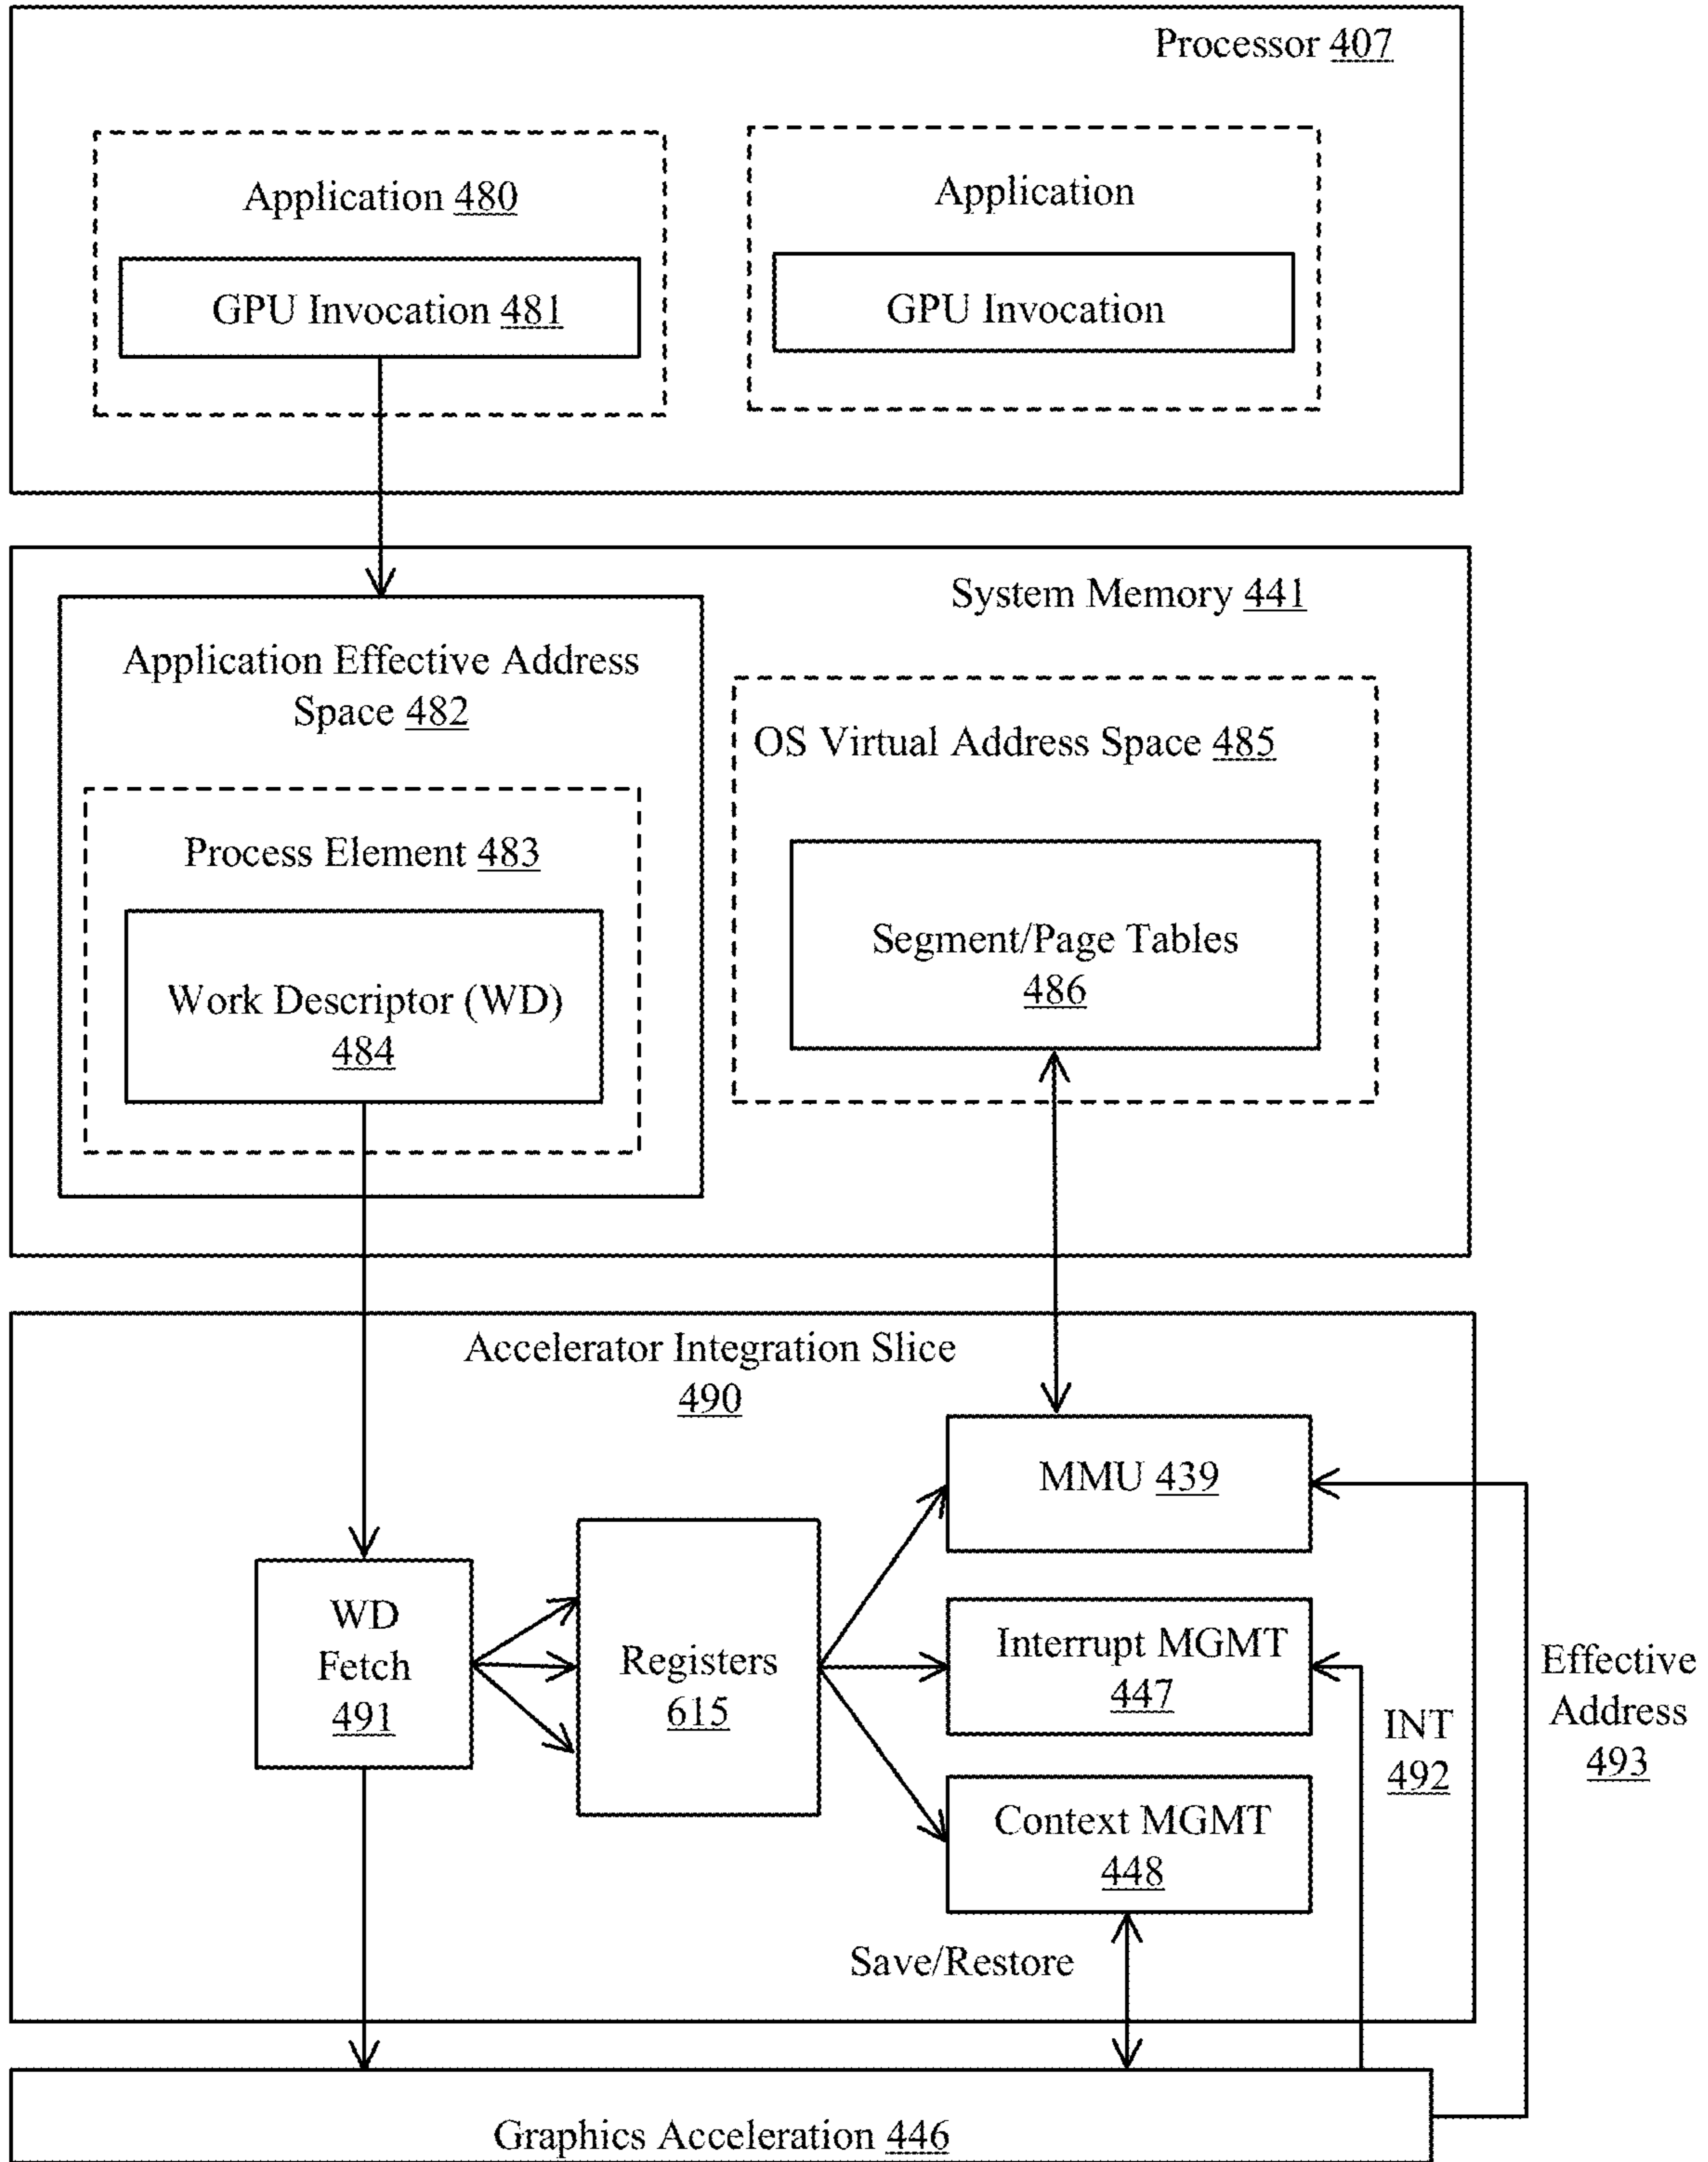 Processor 407
Application 480
Application
GPU Invocation 481
GPU Invocation
System Memory 441
Application Effective Address
Space 482
OS Virtual Address Space 485
Process Element 483
Segment/Page Tables
486
Work Descriptor (WD)
484
Accelerator Integration Slice
490
MMU 439
WD
Fetch
491
Registers
615
Interrupt MGMT
447
Effective
Address
493
INT
492
Context MGMT
448
Save/Restore
Graphics Acceleration 446